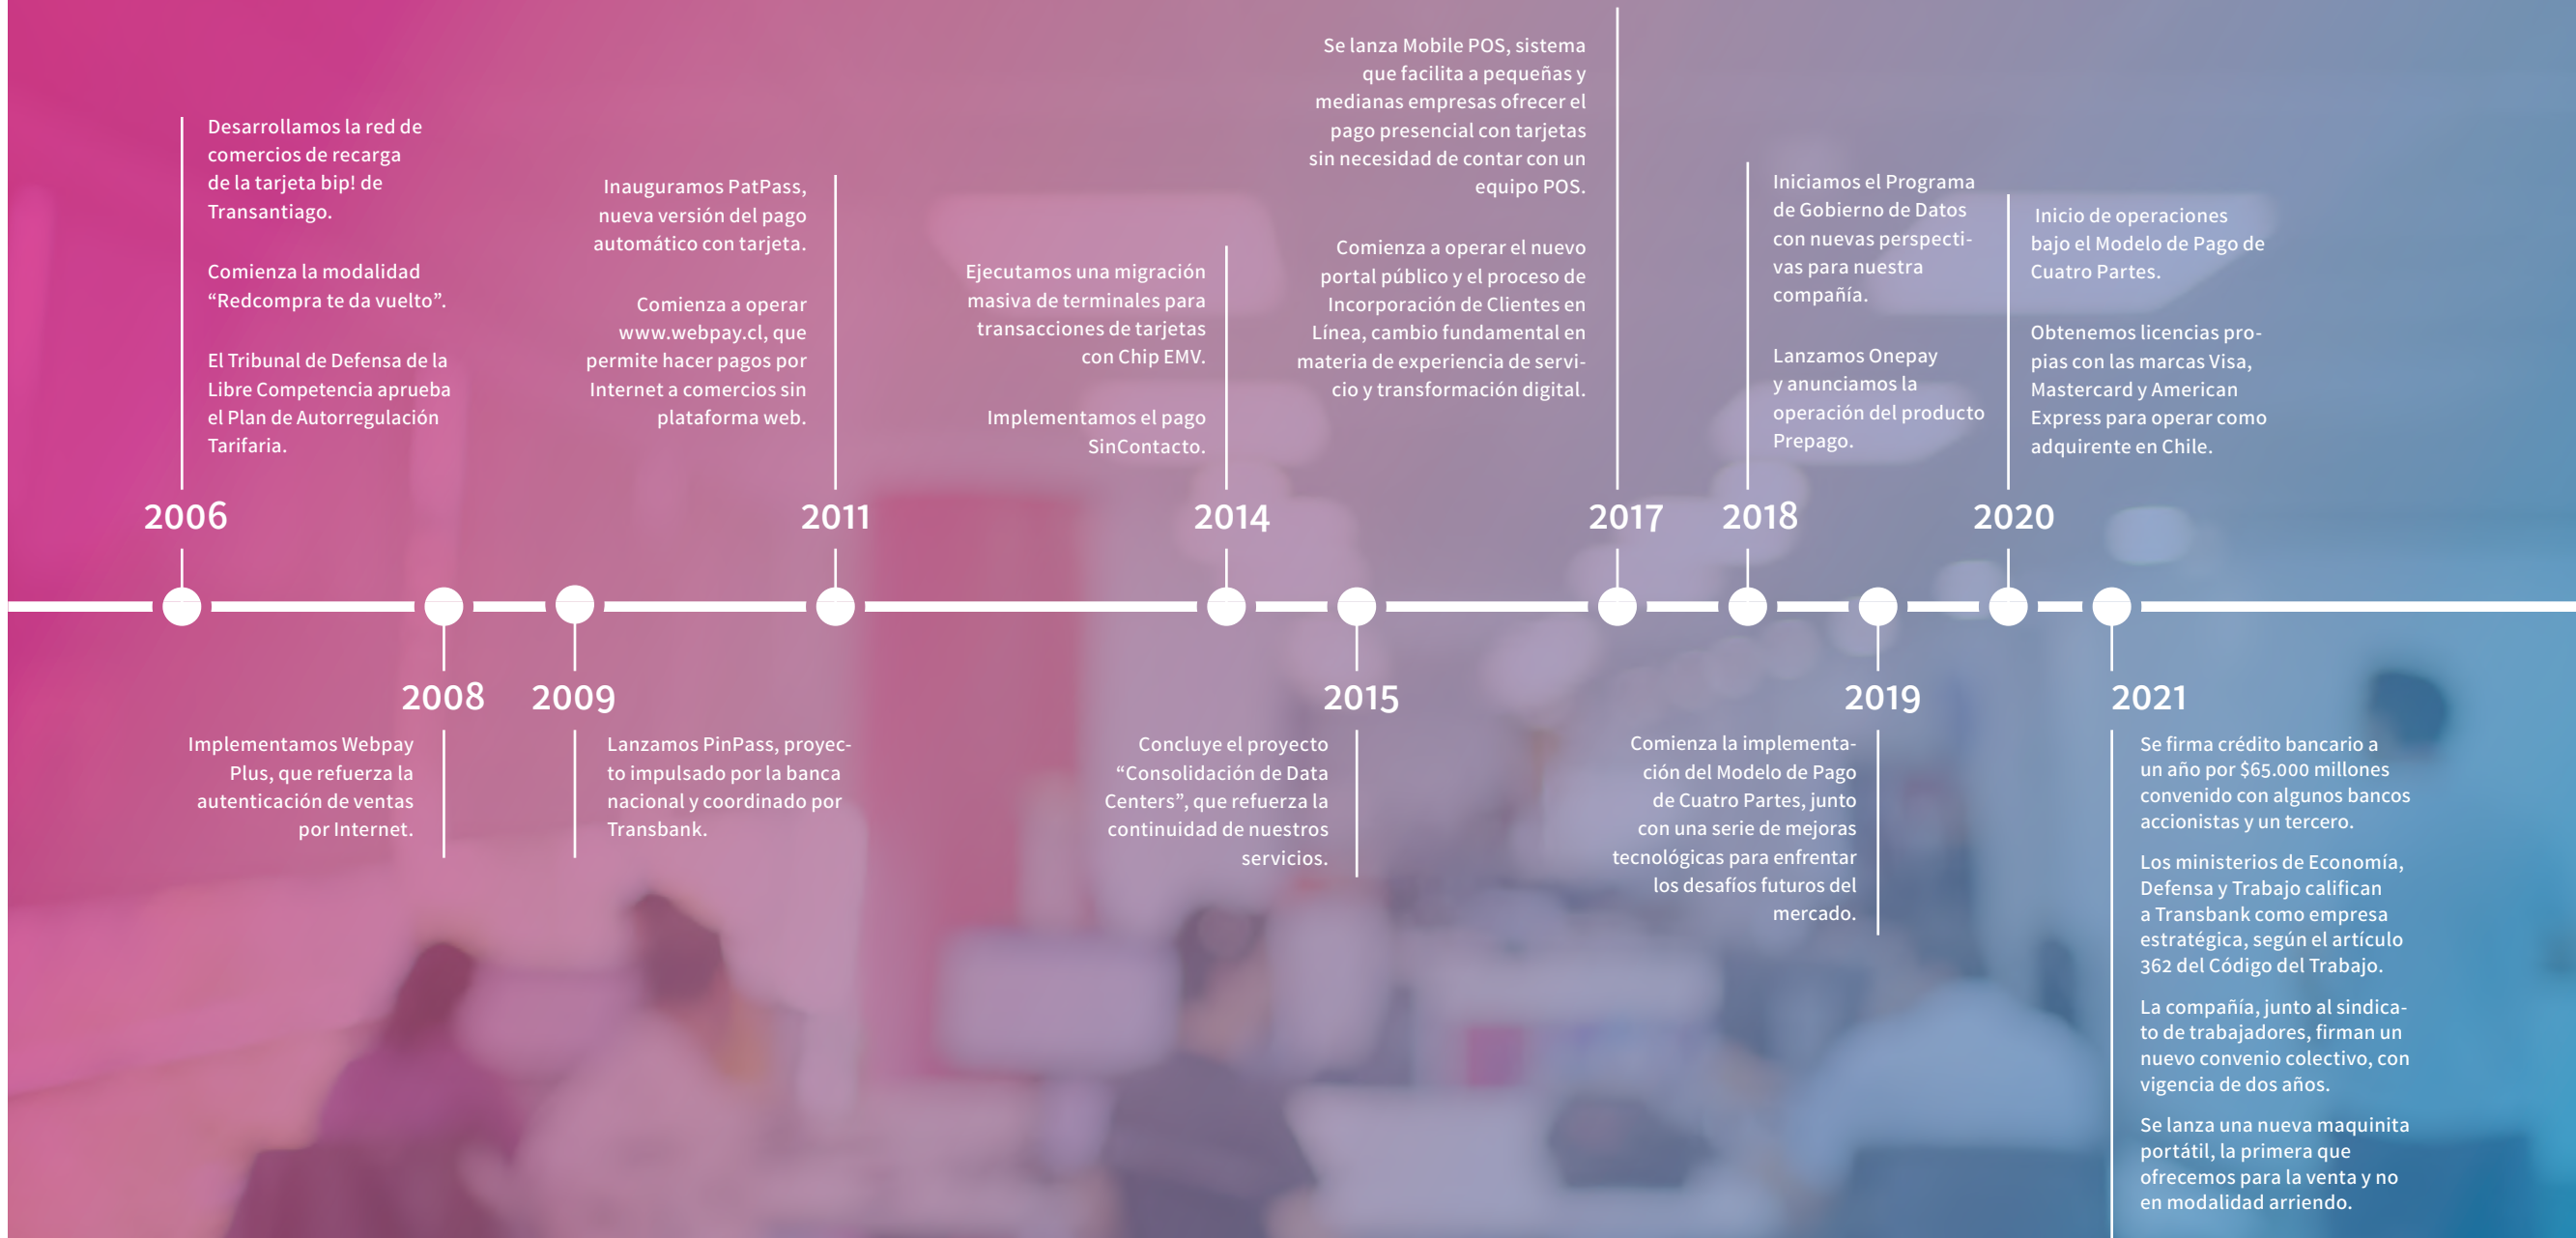 Desarrollamos la red de
comercios de recarga
de la tarjeta bip! de
Transantiago.
Comienza la modalidad
“Redcompra te da vuelto”.
El Tribunal de Defensa de la
Libre Competencia aprueba
el Plan de Autorregulación
Tarifaria.
2006
Implementamos Webpay
Plus, que refuerza la
autenticación de ventas
por Internet.
2008
2009
Lanzamos PinPass, proyec-
to impulsado por la banca
nacional y coordinado por
Transbank.
Inauguramos PatPass,
nueva versión del pago
automático con tarjeta.
Comienza a operar
www.webpay.cl, que
permite hacer pagos por
Internet a comercios sin
plataforma web.
2011
Ejecutamos una migración
masiva de terminales para
transacciones de tarjetas
con Chip EMV.
Implementamos el pago
SinContacto.
2014
2015
Concluye el proyecto
“Consolidación de Data
Centers”, que refuerza la
continuidad de nuestros
servicios.
Se lanza Mobile POS, sistema
que facilita a pequeñas y
medianas empresas ofrecer el
pago presencial con tarjetas
sin necesidad de contar con un
equipo POS.
Comienza a operar el nuevo
portal público y el proceso de
Incorporación de Clientes en
Línea, cambio fundamental en
materia de experiencia de servi-
cio y transformación digital.
2017
Iniciamos el Programa
de Gobierno de Datos
con nuevas perspecti-
vas para nuestra
compañía.
Lanzamos Onepay
y anunciamos la
operación del producto
Prepago.
2018
2019
Comienza la implementa-
ción del Modelo de Pago
de Cuatro Partes, junto
con una serie de mejoras
tecnológicas para enfrentar
los desafíos futuros del
mercado.
Inicio de operaciones
bajo el Modelo de Pago de
Cuatro Partes.
Obtenemos licencias pro-
pias con las marcas Visa,
Mastercard y American
Express para operar como
adquirente en Chile.
2020
2021
Se firma crédito bancario a
un año por $65.000 millones
convenido con algunos bancos
accionistas y un tercero.
Los ministerios de Economía,
Defensa y Trabajo califican
a Transbank como empresa
estratégica, según el artículo
362 del Código del Trabajo.
La compañía, junto al sindica-
to de trabajadores, firman un
nuevo convenio colectivo, con
vigencia de dos años.
Se lanza una nueva maquinita
portátil, la primera que
ofrecemos para la venta y no
en modalidad arriendo.